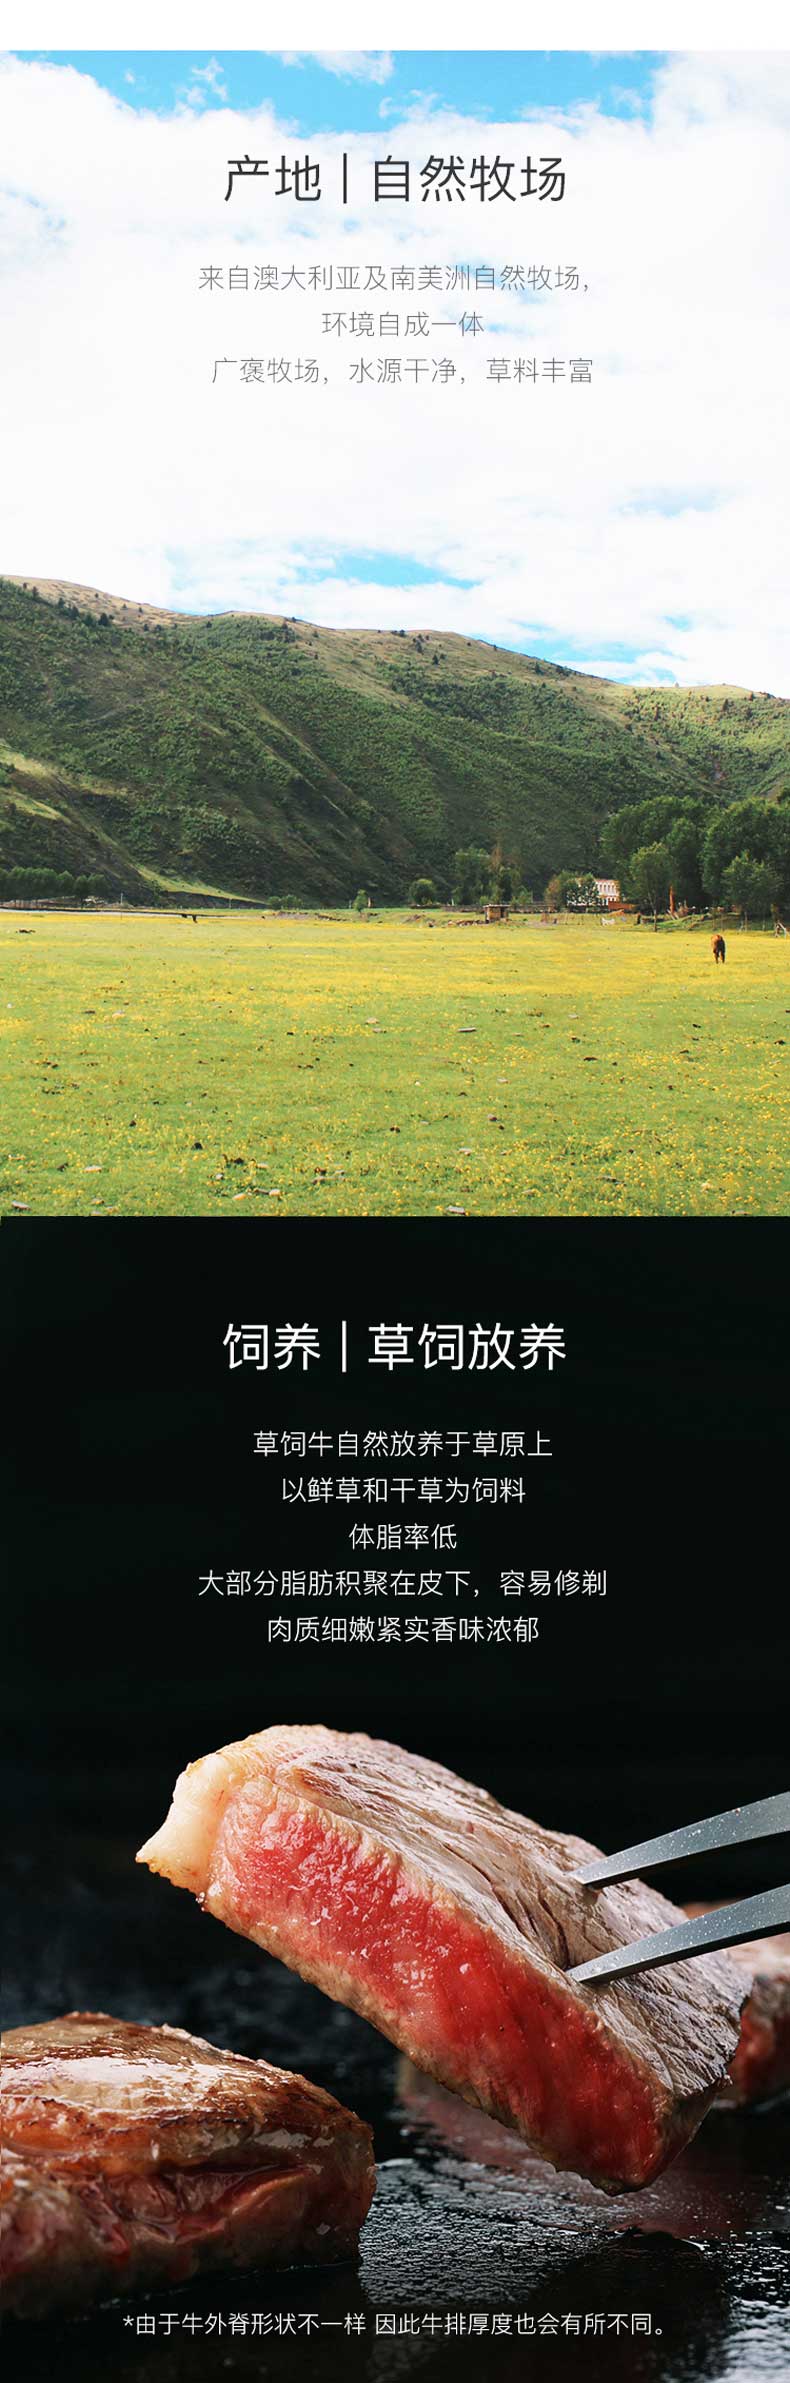 产地 | 自然牧场
来自澳大利亚及南美洲自然牧场，
环境自成一体
广褒牧场，水源干净，草料丰富
饲养 | 草饲放养
草饲牛自然放养于草原上
以鲜草和干草为饲料
体脂率低
大部分脂肪积聚在皮下，容易修剃
肉质细嫩紧实香味浓郁
*由于牛外脊形状不一样 因此牛排厚度也会有所不同。